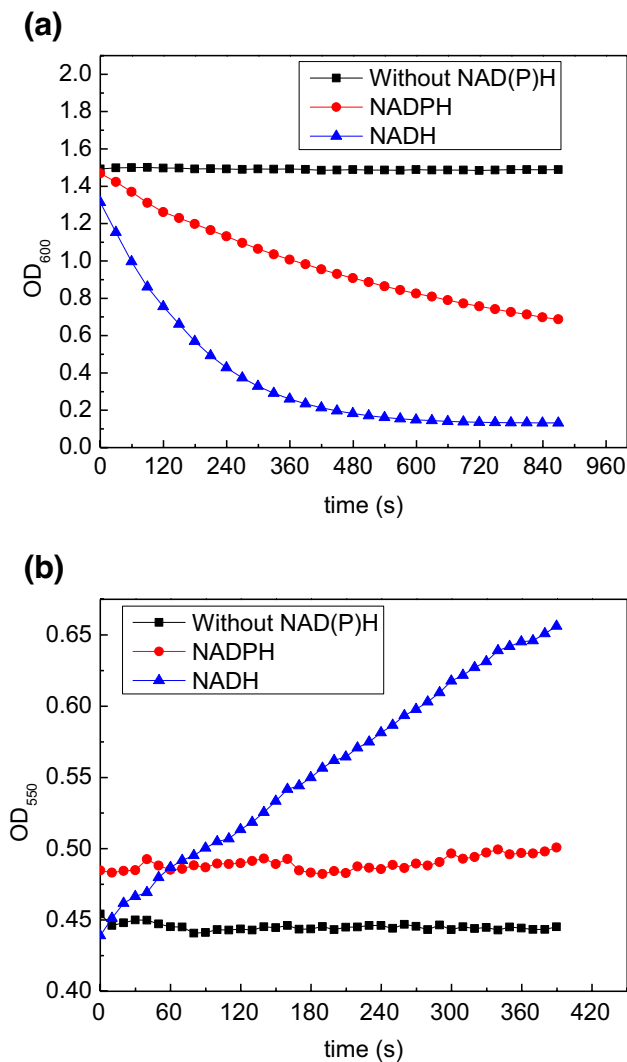 (a)
2.0
1.8
1.6
1.4
1.2
1.0
0.8
0.6
0.4
0.2
0.0
OD600
Without NAD(P)H
NADPH
NADH
0 120 240 360 480 600 720 840 960
time (s)
(b)
0.65
0.60
0.55
0.50
0.45
0.40
OD550
Without NAD(P)H
NADPH
NADH
0 60 120 180 240 300 360 420
time (s)